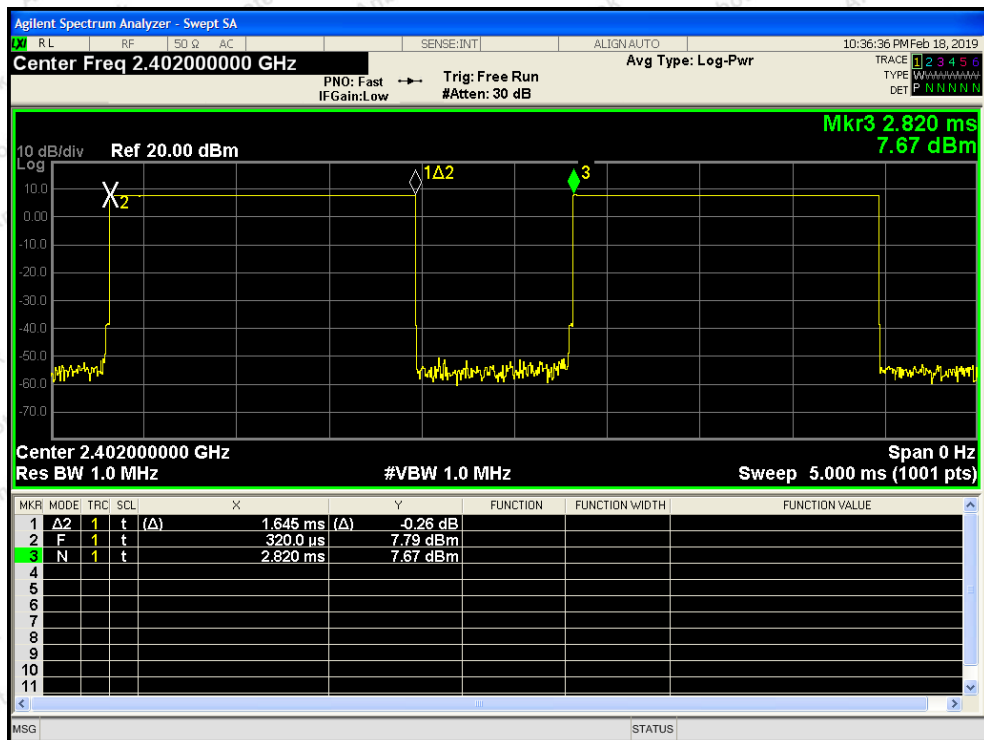 Agilent Spectrum Analyzer - Swept SA
LXI RL RF 50 Ω AC SENSE:INT ALIGN AUTO 10:36:36 PM Feb 18, 2019
Center Freq 2.402000000 GHz
PNO: Fast
IFGain:Low
Trig: Free Run
#Atten: 30 dB
Avg Type: Log-Pwr
TRACE 1 2 3 4 5 6
TYPE
DET P N N N N N
Mkr3 2.820 ms
7.67 dBm
10 dB/div Ref 20.00 dBm
Log
10.0
0.00
-10.0
-20.0
-30.0
-40.0
-50.0
-60.0
-70.0
2
1Δ2
3
Center 2.402000000 GHz Span 0 Hz
Res BW 1.0 MHz #VBW 1.0 MHz Sweep 5.000 ms (1001 pts)
MKR MODE TRC SCL X Y FUNCTION FUNCTION WIDTH FUNCTION VALUE
1 Δ2 1 t (Δ) 1.645 ms (Δ) -0.26 dB
2 F 1 t 320.0 µs 7.79 dBm
3 N 1 t 2.820 ms 7.67 dBm
4
5
6
7
8
9
10
11
MSG STATUS